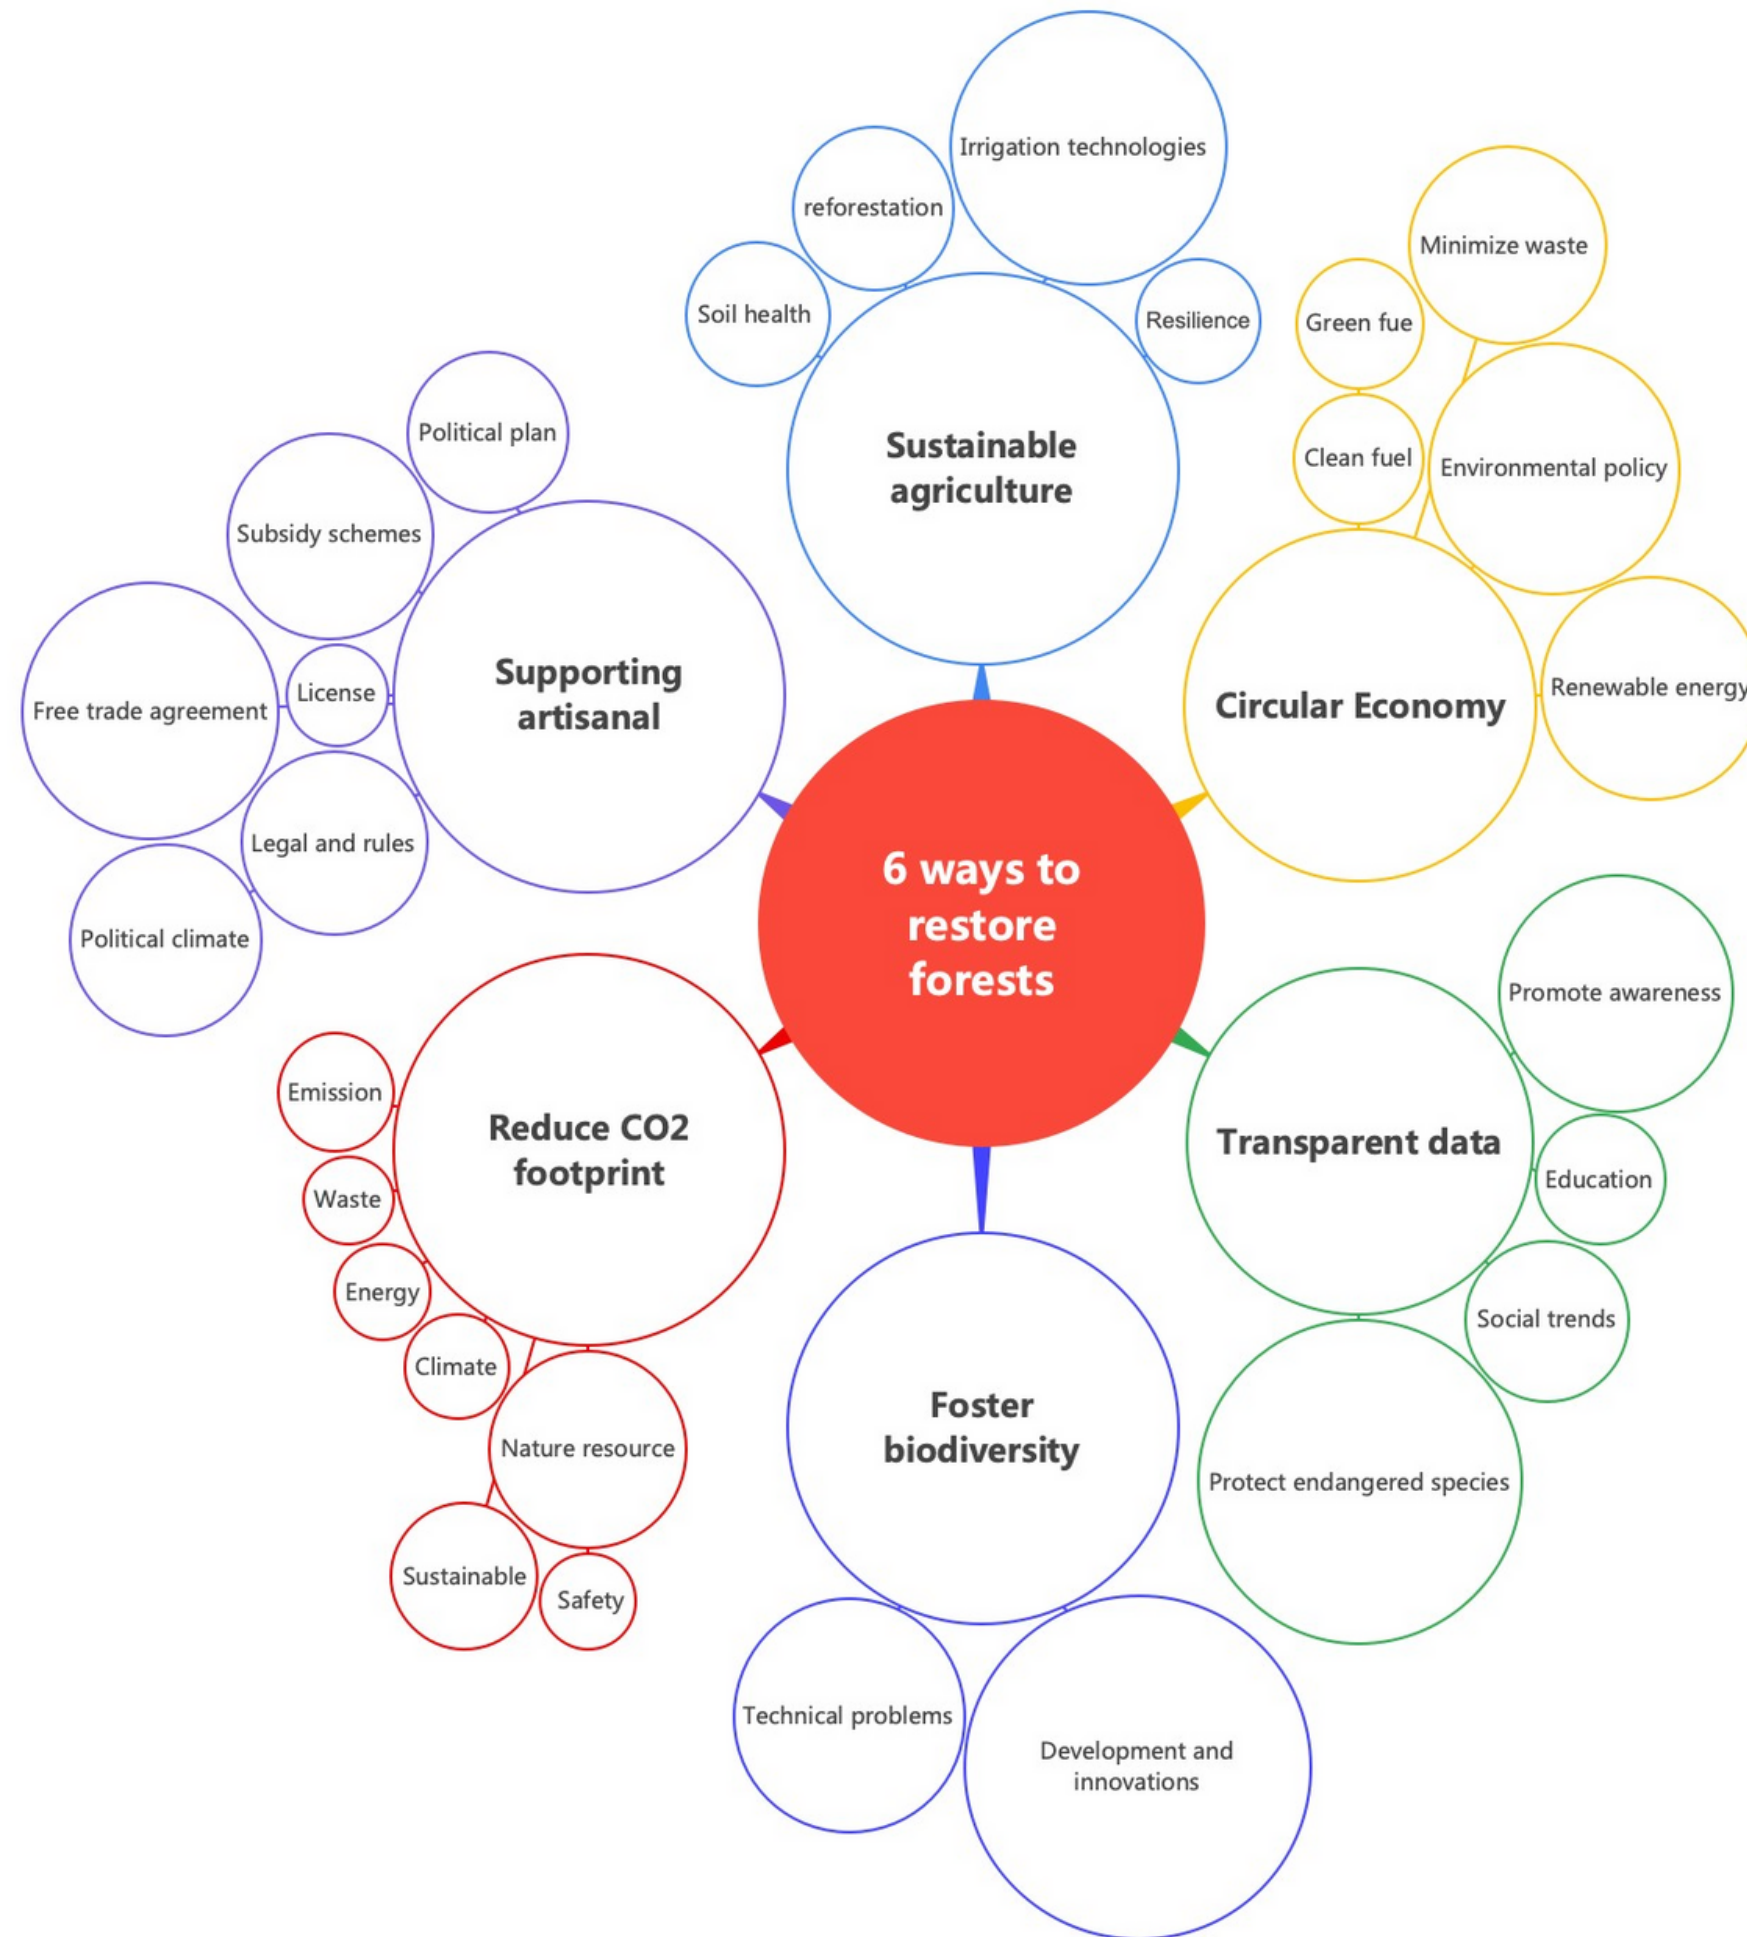 6 ways to
restore
forests
Sustainable
agriculture
Soil health
reforestation
Irrigation technologies
Resilience
Circular Economy
Green fue
Clean fuel
Minimize waste
Environmental policy
Renewable energy
Transparent data
Promote awareness
Education
Social trends
Protect endangered species
Foster
biodiversity
Development and
innovations
Technical problems
Reduce CO2
footprint
Emission
Waste
Energy
Climate
Nature resource
Sustainable
Safety
Supporting
artisanal
Political plan
Subsidy schemes
License
Free trade agreement
Legal and rules
Political climate